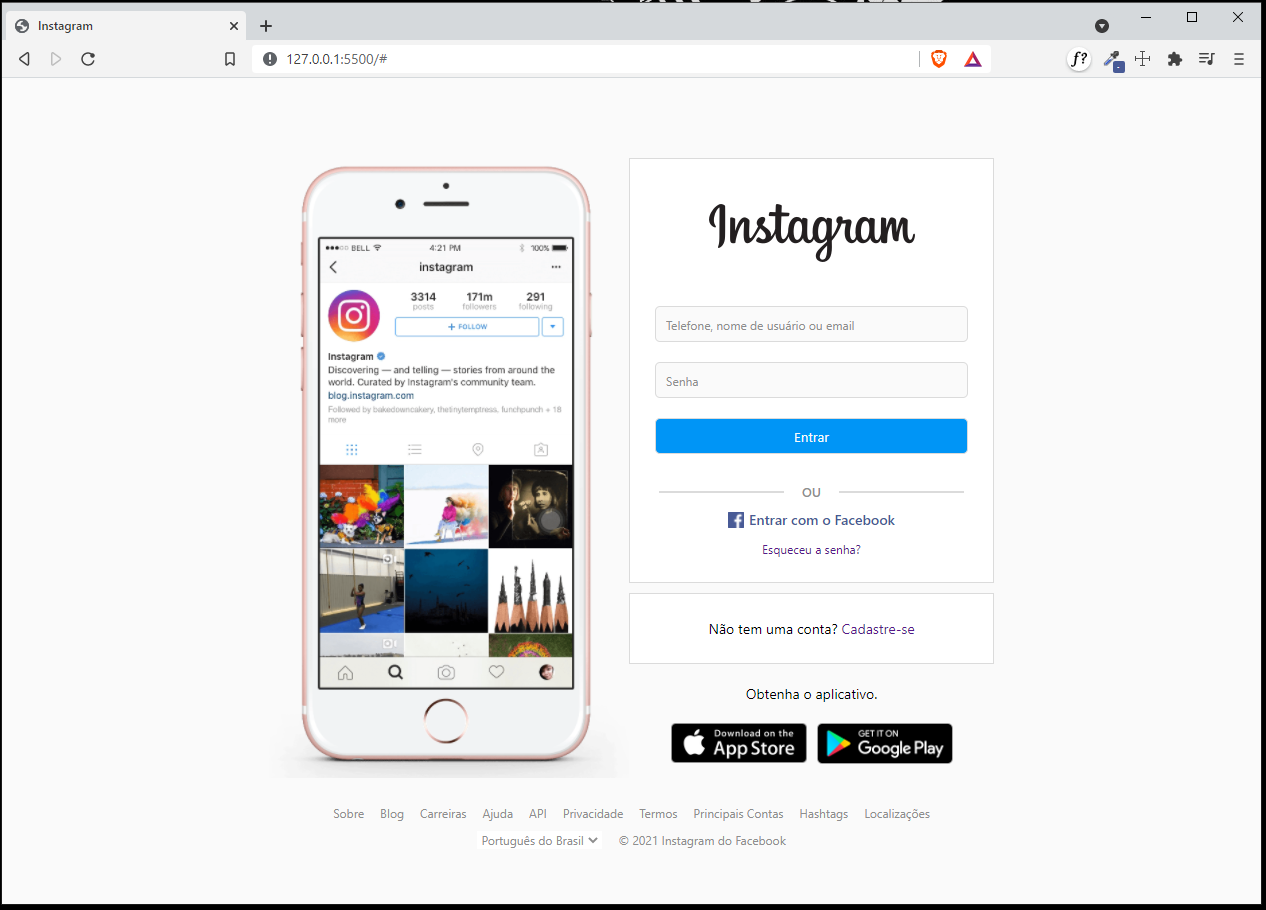 Instagram
127.0.0.1:5500/#
f?
BELL 4:21 PM 100%
instagram
3314 171m 291
posts followers following
+ FOLLOW
Instagram
Discovering — and telling — stories from around the
world. Curated by Instagram's community team.
blog.instagram.com
Followed by bakedowncakery, thetinytemptress, lunchpunch + 18
more
Instagram
Telefone, nome de usuário ou email
Senha
Entrar
OU
Entrar com o Facebook
Esqueceu a senha?
Não tem uma conta? Cadastre-se
Obtenha o aplicativo.
Download on the
App Store
GET IT ON
Google Play
Sobre Blog Carreiras Ajuda API Privacidade Termos Principais Contas Hashtags Localizações
Português do Brasil © 2021 Instagram do Facebook